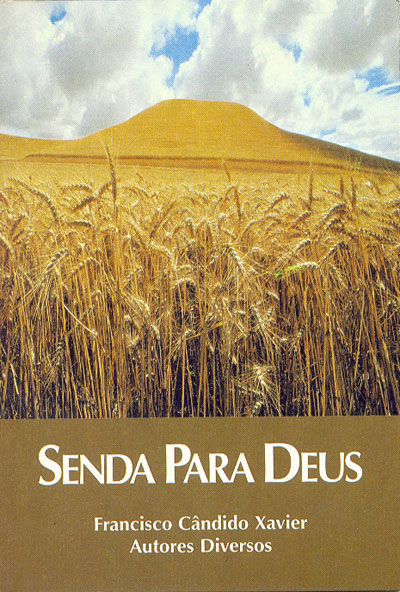 SENDA PARA DEUS
Francisco Cândido Xavier
Autores Diversos